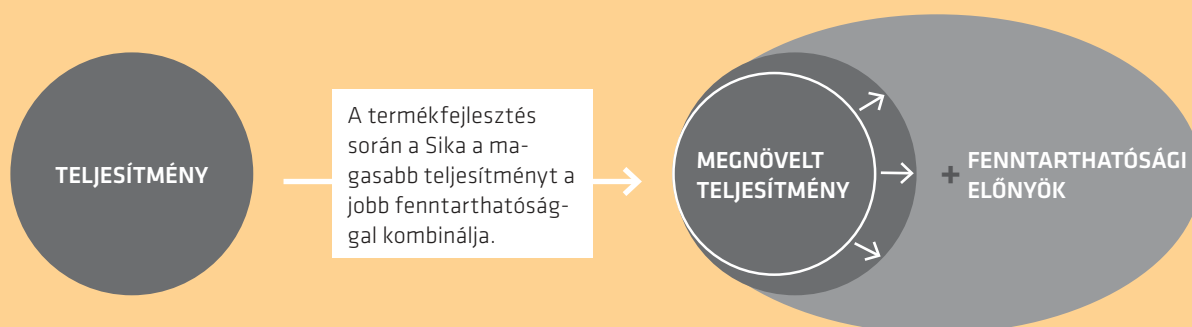 TELJESÍTMÉNY
A termékfejlesztés
során a Sika a ma-
gasabb teljesítményt a
jobb fenntarthatóság-
gal kombinálja.
MEGNÖVELT
TELJESÍTMÉNY
+ FENNTARTHATÓSÁGI
ELŐNYÖK